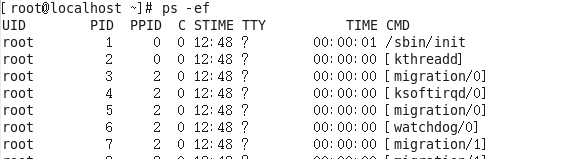 [root@localhost ~]# ps -ef
UID PID PPID C STIME TTY TIME CMD
root 1 0 0 12:48 ? 00:00:01 /sbin/init
root 2 0 0 12:48 ? 00:00:00 [kthreadd]
root 3 2 0 12:48 ? 00:00:00 [migration/0]
root 4 2 0 12:48 ? 00:00:00 [ksoftirqd/0]
root 5 2 0 12:48 ? 00:00:00 [migration/0]
root 6 2 0 12:48 ? 00:00:00 [watchdog/0]
root 7 2 0 12:48 ? 00:00:00 [migration/1]